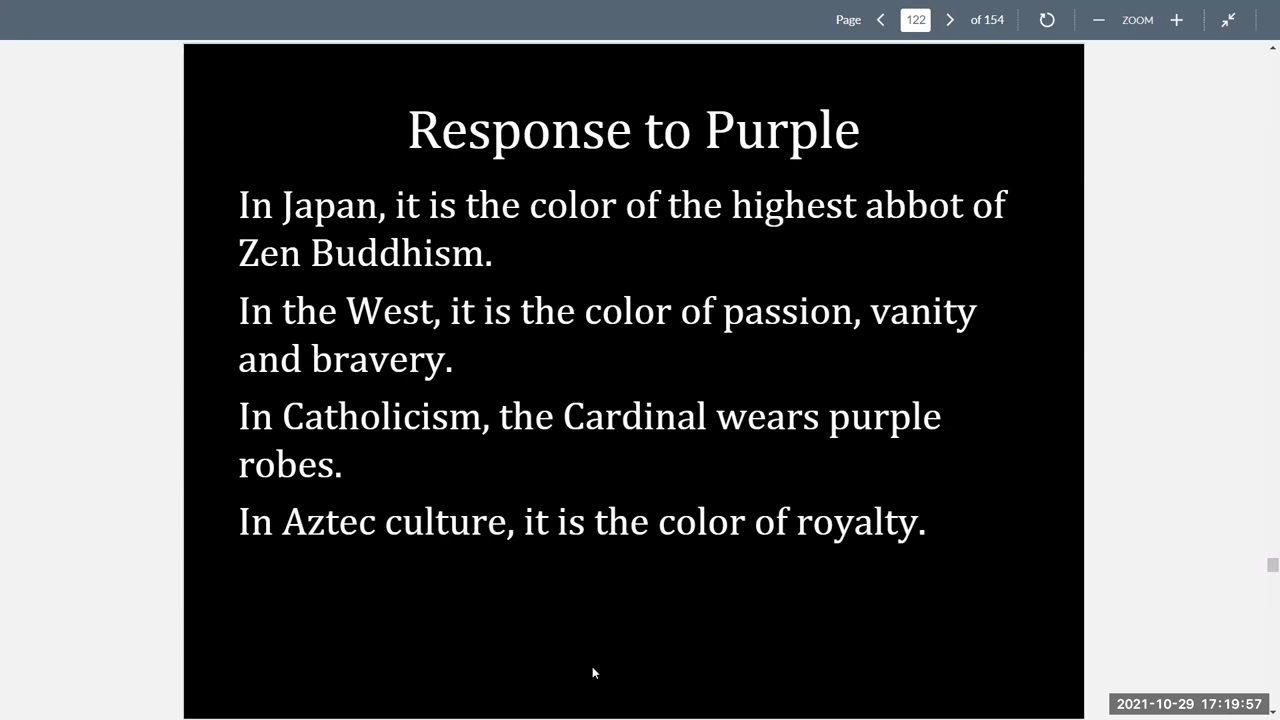 Page 122 of 154 ZOOM
Response to Purple
In Japan, it is the color of the highest abbot of
Zen Buddhism.
In the West, it is the color of passion, vanity
and bravery.
In Catholicism, the Cardinal wears purple
robes.
In Aztec culture, it is the color of royalty.
2021-10-29 17:19:57